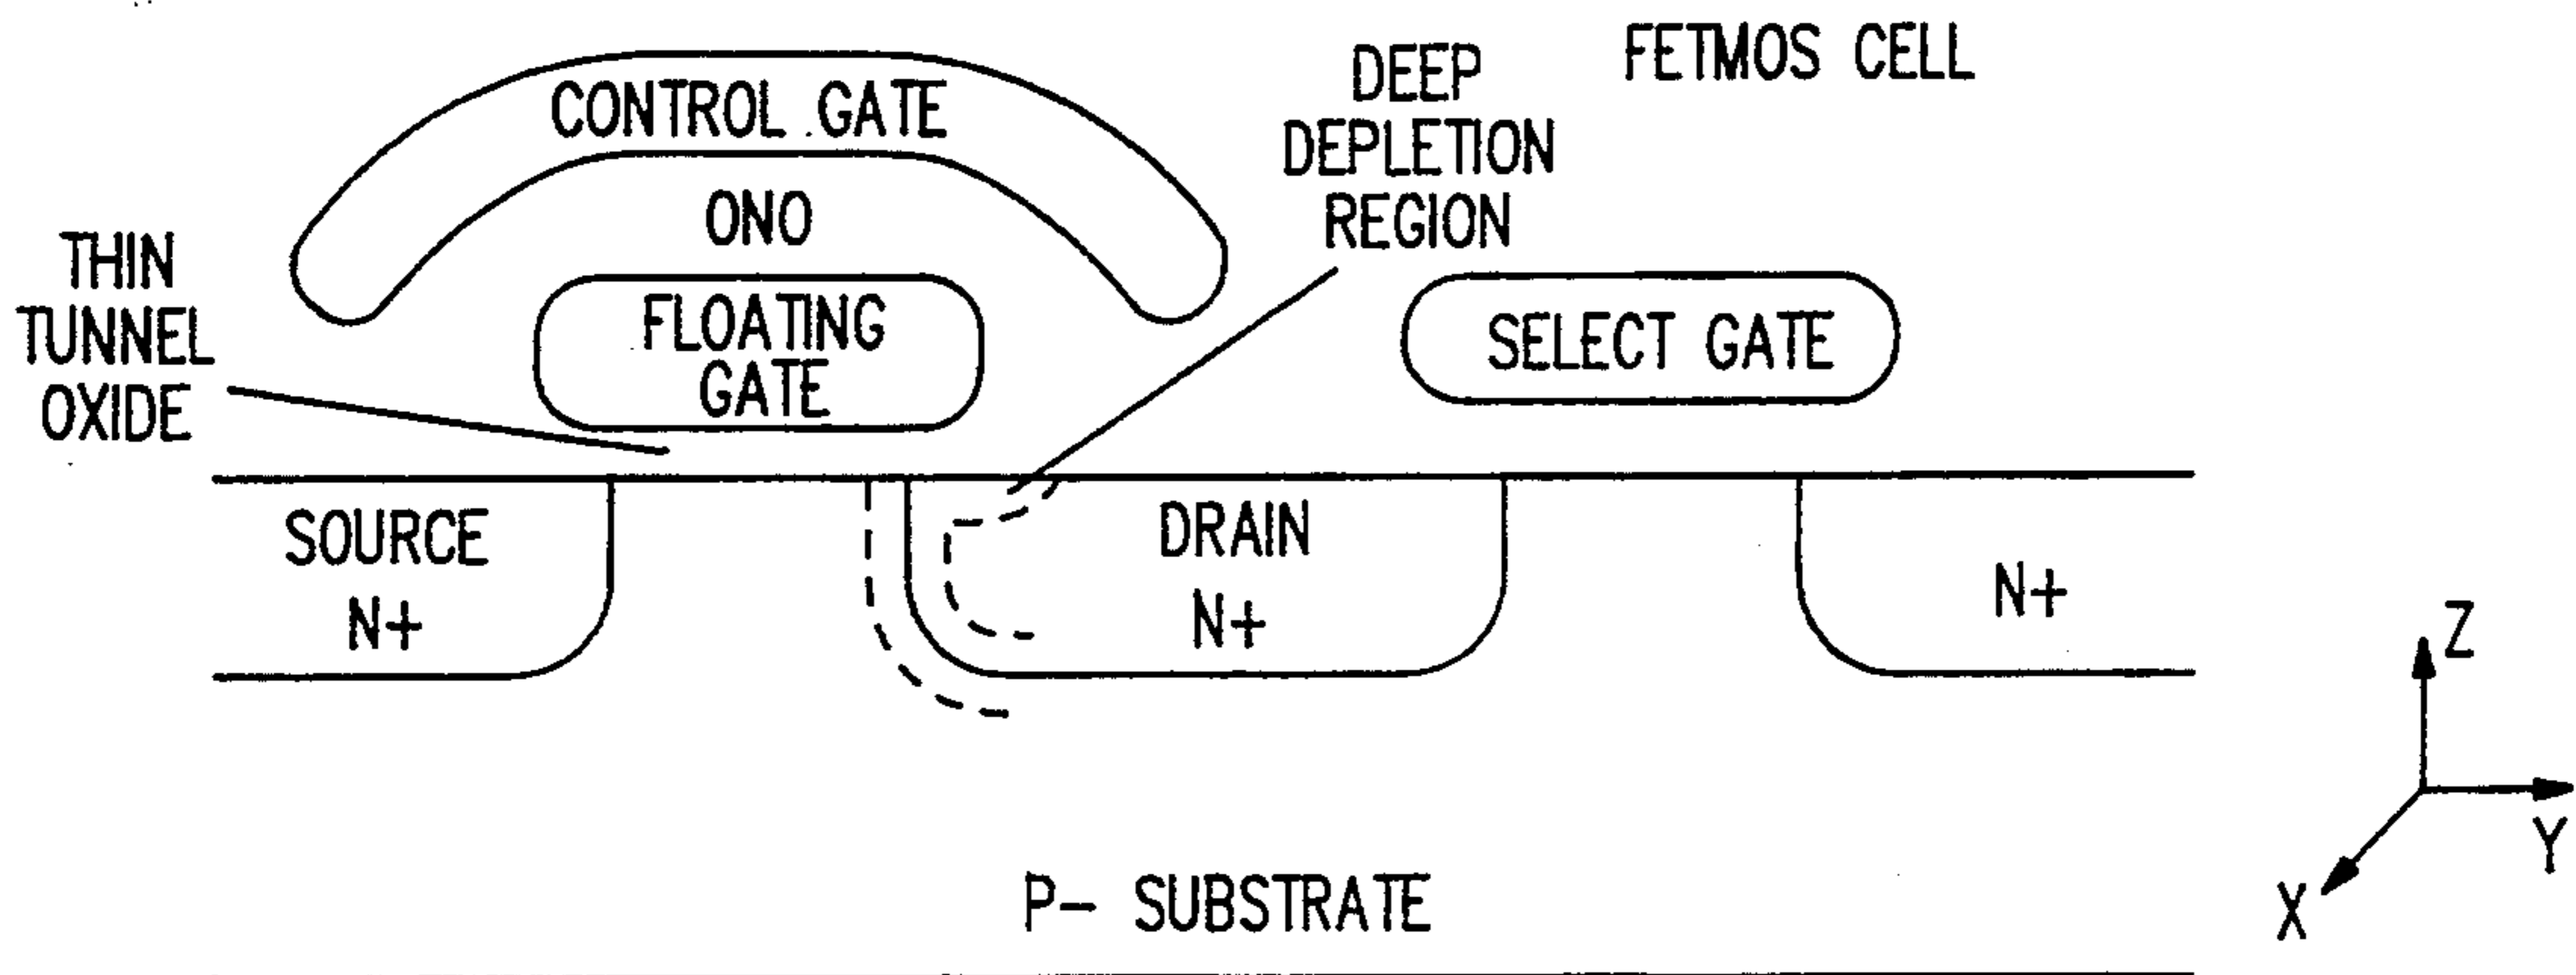 FETMOS CELL
DEEP
DEPLETION
REGION
CONTROL GATE
ONO
THIN
TUNNEL
OXIDE
FLOATING
GATE
SELECT GATE
SOURCE
N+
DRAIN
N+
N+
Z
Y
X
P- SUBSTRATE